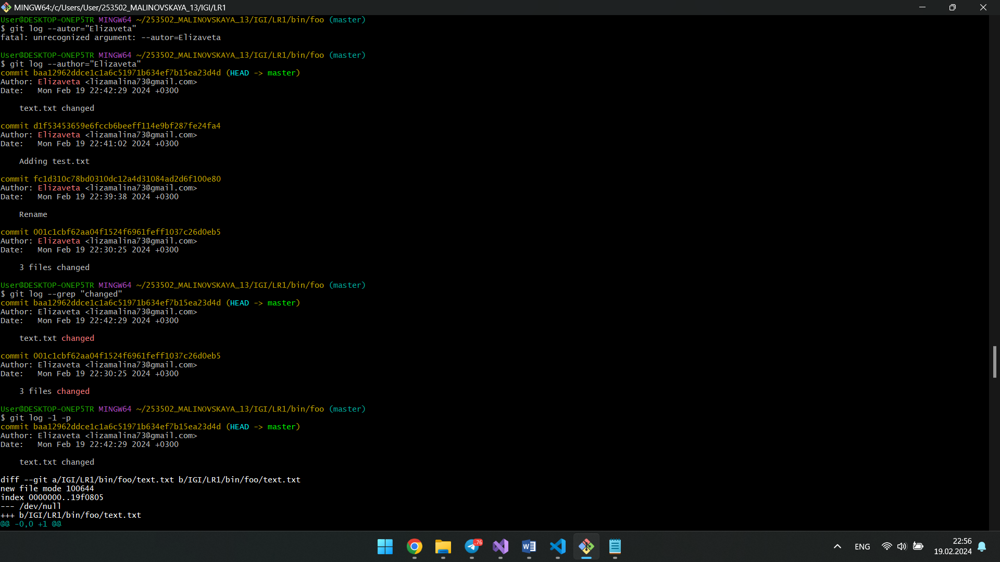 MINGW64:/c/Users/User/253502_MALINOVSKAYA_13/IGI/LR1
User@DESKTOP-ONEP5TR MINGW64 ~/253502_MALINOVSKAYA_13/IGI/LR1/bin/foo (master)
$ git log --autor="Elizaveta"
fatal: unrecognized argument: --autor=Elizaveta
User@DESKTOP-ONEP5TR MINGW64 ~/253502_MALINOVSKAYA_13/IGI/LR1/bin/foo (master)
$ git log --author="Elizaveta"
commit baa12962ddce1c1a6c51971b634ef7b15ea23d4d (HEAD -> master)
Author: Elizaveta <lizamalina73@gmail.com>
Date:   Mon Feb 19 22:42:29 2024 +0300
    text.txt changed
commit d1f53453659e6fccb6beeff114e9bf287fe24fa4
Author: Elizaveta <lizamalina73@gmail.com>
Date:   Mon Feb 19 22:41:02 2024 +0300
    Adding test.txt
commit fc1d310c78bd0310dc12a4d31084ad2d6f100e80
Author: Elizaveta <lizamalina73@gmail.com>
Date:   Mon Feb 19 22:39:38 2024 +0300
    Rename
commit 001c1cbf62aa04f1524f6961feff1037c26d0eb5
Author: Elizaveta <lizamalina73@gmail.com>
Date:   Mon Feb 19 22:30:25 2024 +0300
    3 files changed
User@DESKTOP-ONEP5TR MINGW64 ~/253502_MALINOVSKAYA_13/IGI/LR1/bin/foo (master)
$ git log --grep "changed"
commit baa12962ddce1c1a6c51971b634ef7b15ea23d4d (HEAD -> master)
Author: Elizaveta <lizamalina73@gmail.com>
Date:   Mon Feb 19 22:42:29 2024 +0300
    text.txt changed
commit 001c1cbf62aa04f1524f6961feff1037c26d0eb5
Author: Elizaveta <lizamalina73@gmail.com>
Date:   Mon Feb 19 22:30:25 2024 +0300
    3 files changed
User@DESKTOP-ONEP5TR MINGW64 ~/253502_MALINOVSKAYA_13/IGI/LR1/bin/foo (master)
$ git log -1 -p
commit baa12962ddce1c1a6c51971b634ef7b15ea23d4d (HEAD -> master)
Author: Elizaveta <lizamalina73@gmail.com>
Date:   Mon Feb 19 22:42:29 2024 +0300
    text.txt changed
diff --git a/IGI/LR1/bin/foo/text.txt b/IGI/LR1/bin/foo/text.txt
new file mode 100644
index 0000000..19f0805
--- /dev/null
+++ b/IGI/LR1/bin/foo/text.txt
@@ -0,0 +1 @@
..76
W
ENG
22:56
19.02.2024